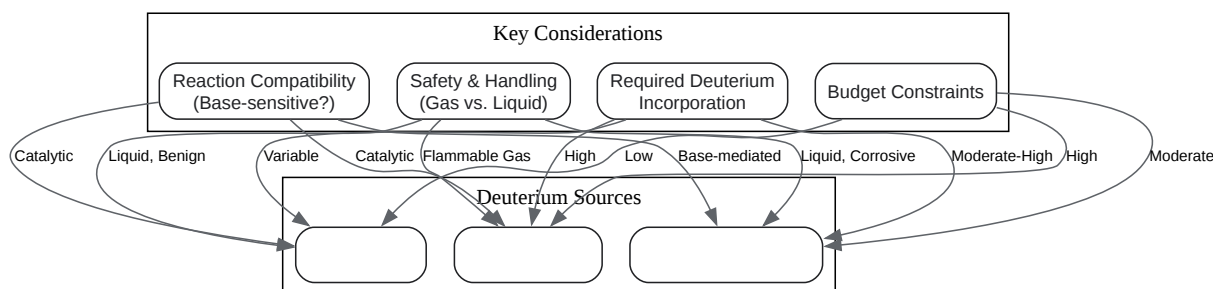 Key Considerations
Reaction Compatibility
(Base-sensitive?)
Safety & Handling
(Gas vs. Liquid)
Required Deuterium
Incorporation
Budget Constraints
Catalytic
Liquid, Benign
Variable
Catalytic
Flammable Gas
High
Low
Base-mediated
Liquid, Corrosive
Moderate-High
High
Moderate
Deuterium Sources